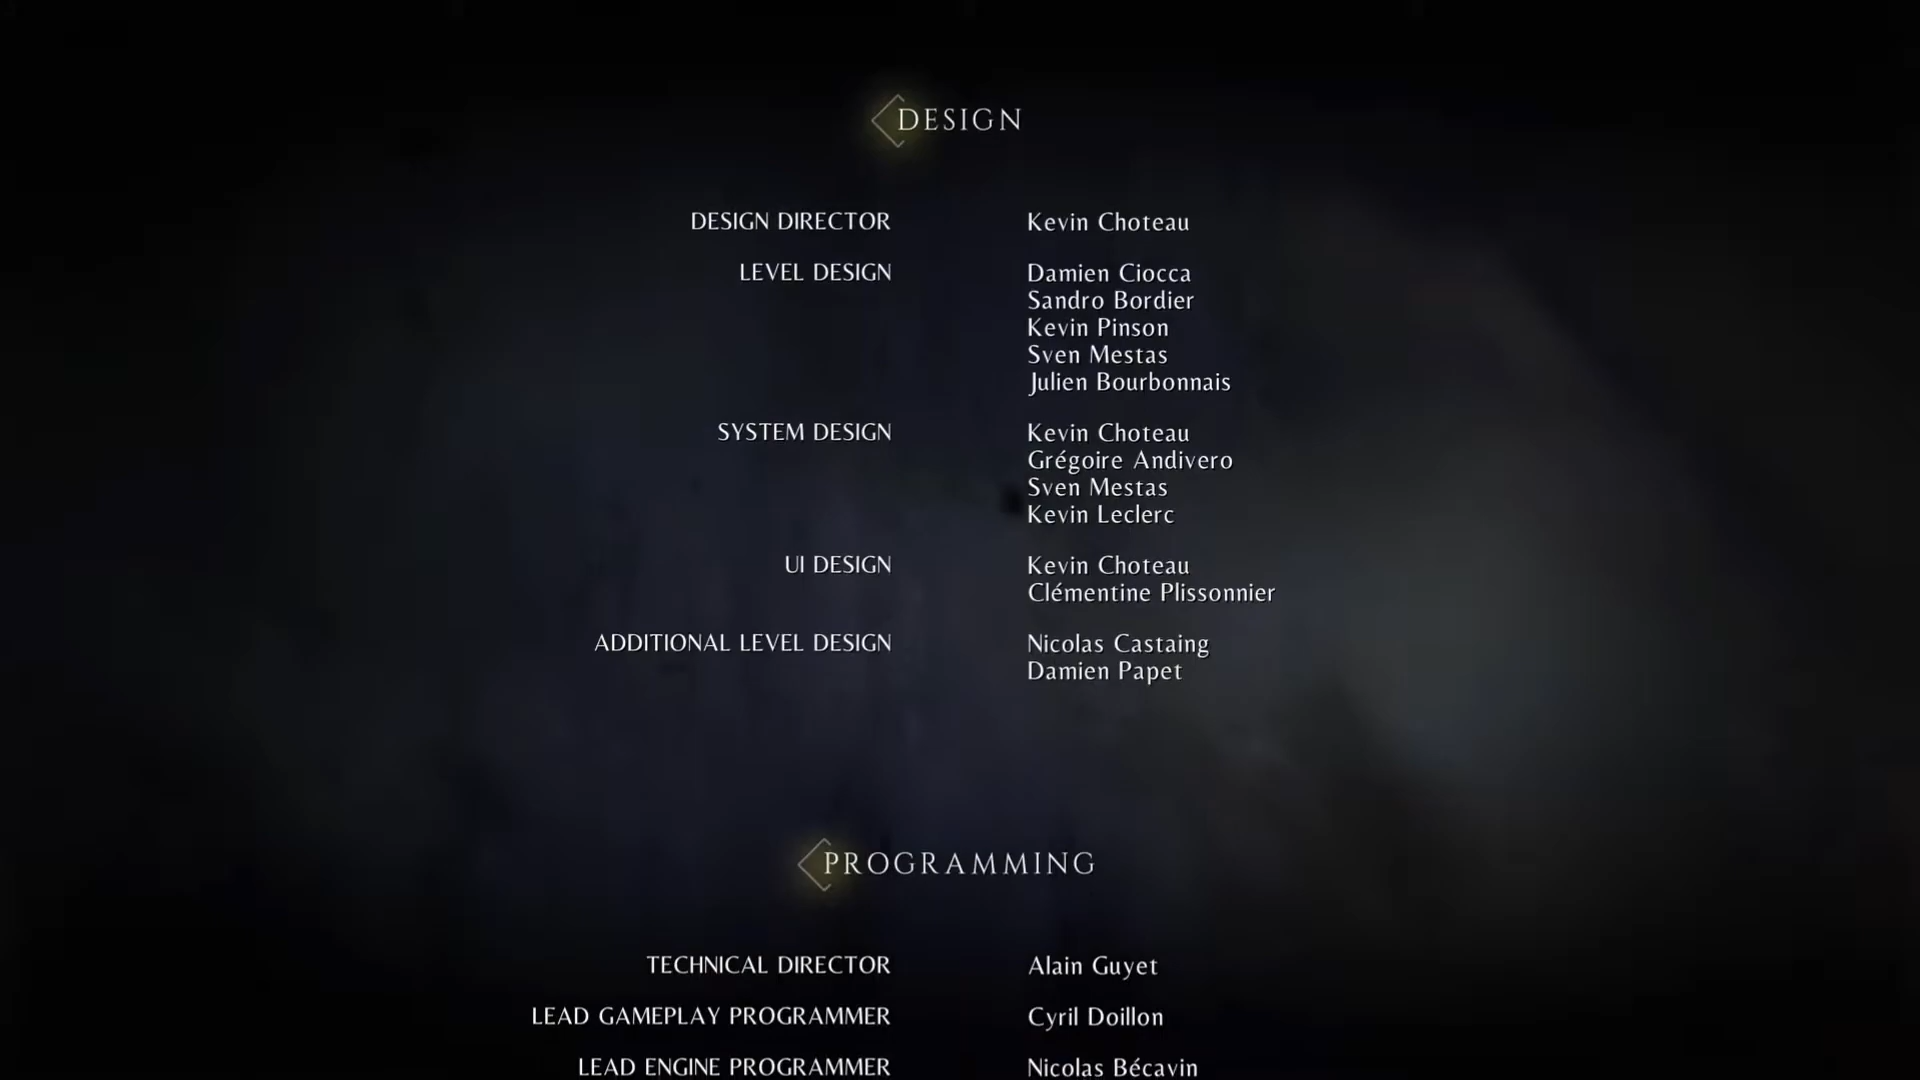 DESIGN
DESIGN DIRECTOR Kevin Choteau
LEVEL DESIGN Damien Ciocca
Sandro Bordier
Kevin Pinson
Sven Mestas
Julien Bourbonnais
SYSTEM DESIGN Kevin Choteau
Grégoire Andivero
Sven Mestas
Kevin Leclerc
UI DESIGN Kevin Choteau
Clémentine Plissonnier
ADDITIONAL LEVEL DESIGN Nicolas Castaing
Damien Papet
PROGRAMMING
TECHNICAL DIRECTOR Alain Guyet
LEAD GAMEPLAY PROGRAMMER Cyril Doillon
LEAD ENGINE PROGRAMMER Nicolas Bécavin